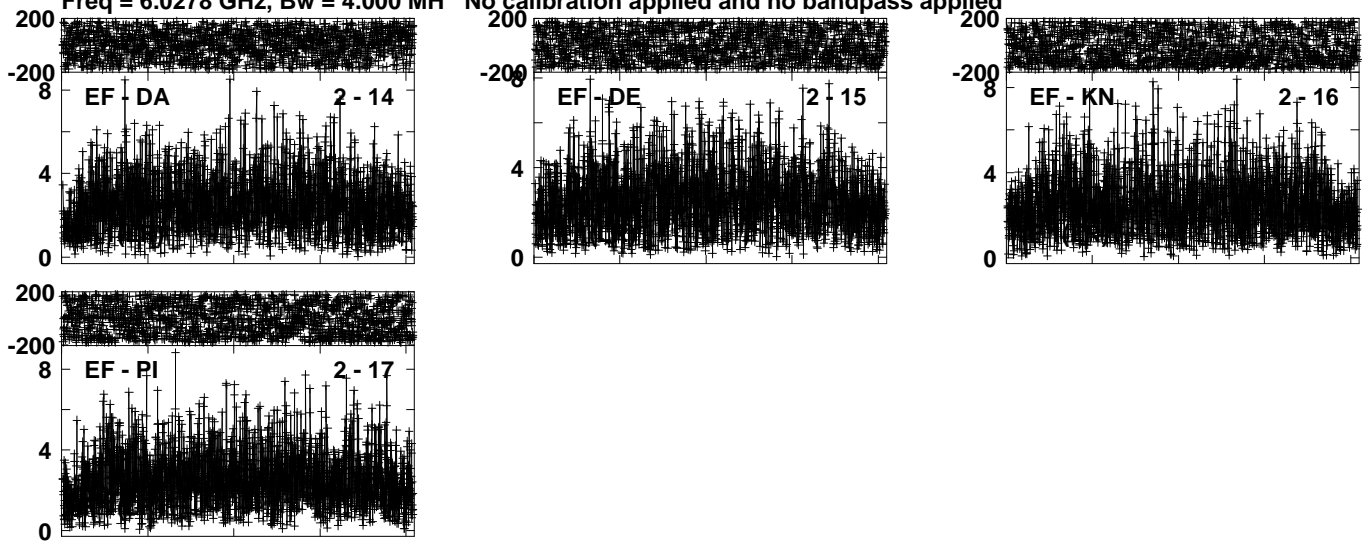 Freq = 6.0278 GHz, Bw = 4.000 MH No calibration applied and no bandpass applied
200
-200
8
4
0
EF - DA
2 - 14
200
-200
8
4
0
EF - DE
2 - 15
200
-200
8
4
0
EF - KN
2 - 16
200
-200
8
4
0
EF - PI
2 - 17